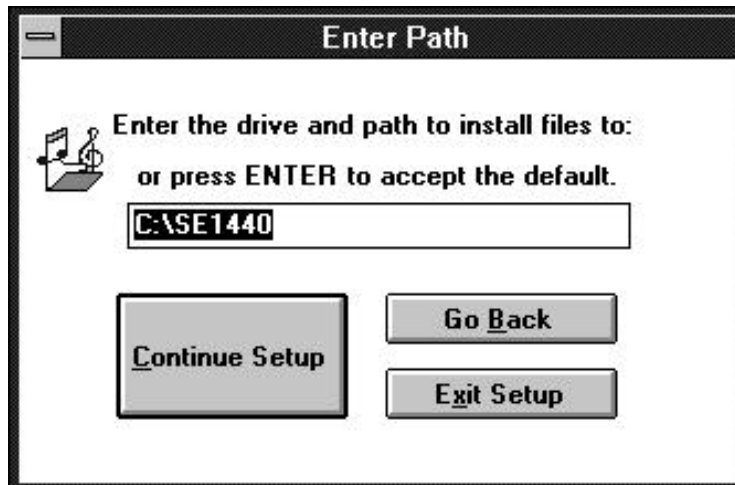 Enter Path
Enter the drive and path to install files to:
or press ENTER to accept the default.
C:\SE1440
Continue Setup
Go Back
Exit Setup